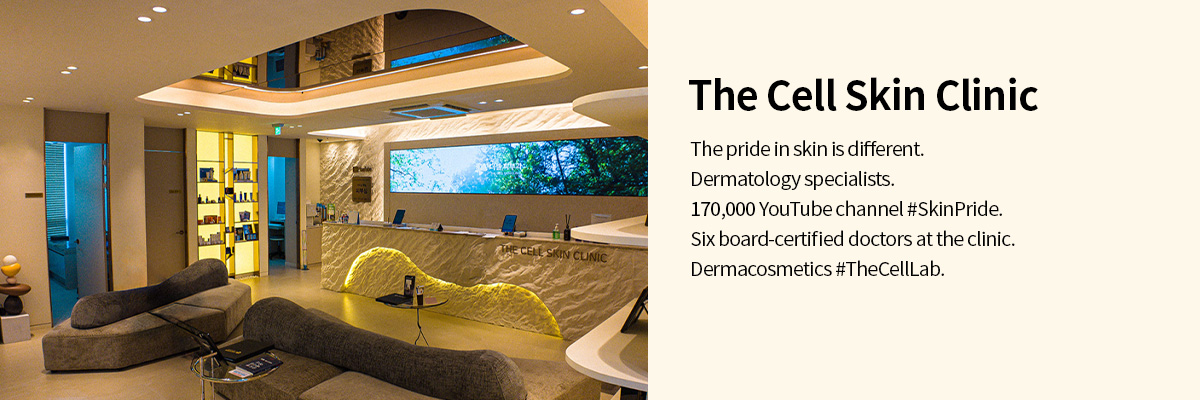 THE CELL SKIN CLINIC
The Cell Skin Clinic
The pride in skin is different.
Dermatology specialists.
170,000 YouTube channel #SkinPride.
Six board-certified doctors at the clinic.
Dermacosmetics #TheCellLab.